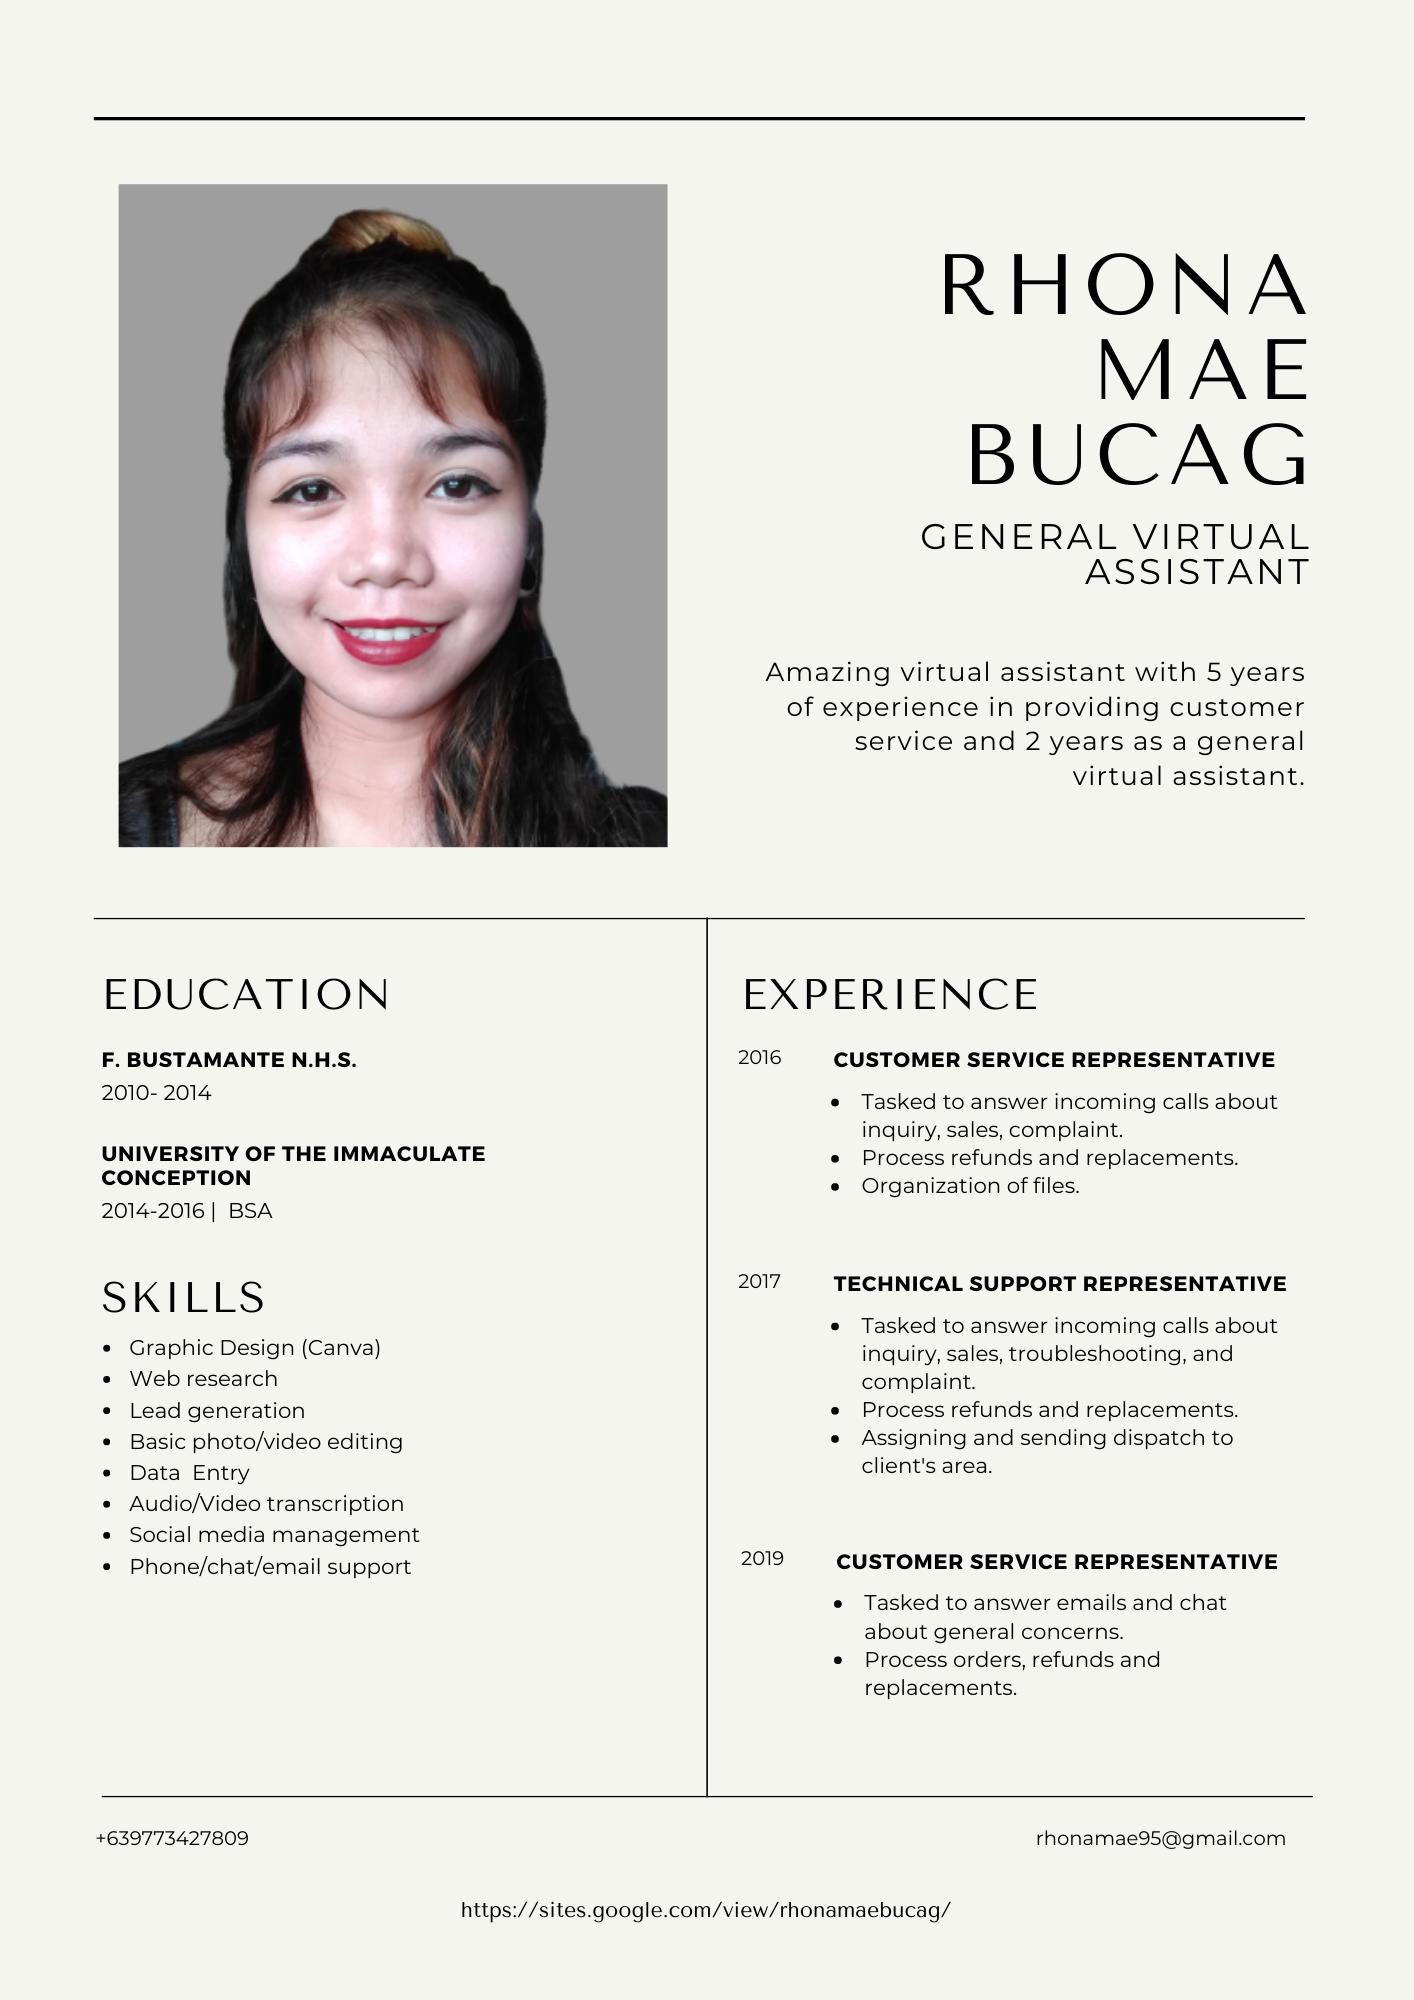 RHONA
MAE
BUCAG
GENERAL VIRTUAL
ASSISTANT
Amazing virtual assistant with 5 years
of experience in providing customer
service and 2 years as a general
virtual assistant.
EDUCATION
F. BUSTAMANTE N.H.S.
2010- 2014
UNIVERSITY OF THE IMMACULATE
CONCEPTION
2014-2016 |  BSA
SKILLS
• Graphic Design (Canva)
• Web research
• Lead generation
• Basic photo/video editing
• Data  Entry
• Audio/Video transcription
• Social media management
• Phone/chat/email support
EXPERIENCE
2016 CUSTOMER SERVICE REPRESENTATIVE
• Tasked to answer incoming calls about
inquiry, sales, complaint.
• Process refunds and replacements.
• Organization of files.
2017 TECHNICAL SUPPORT REPRESENTATIVE
• Tasked to answer incoming calls about
inquiry, sales, troubleshooting, and
complaint.
• Process refunds and replacements.
• Assigning and sending dispatch to
client's area.
2019 CUSTOMER SERVICE REPRESENTATIVE
• Tasked to answer emails and chat
about general concerns.
• Process orders, refunds and
replacements.
+639773427809
rhonamae95@gmail.com
https://sites.google.com/view/rhonamaebucag/